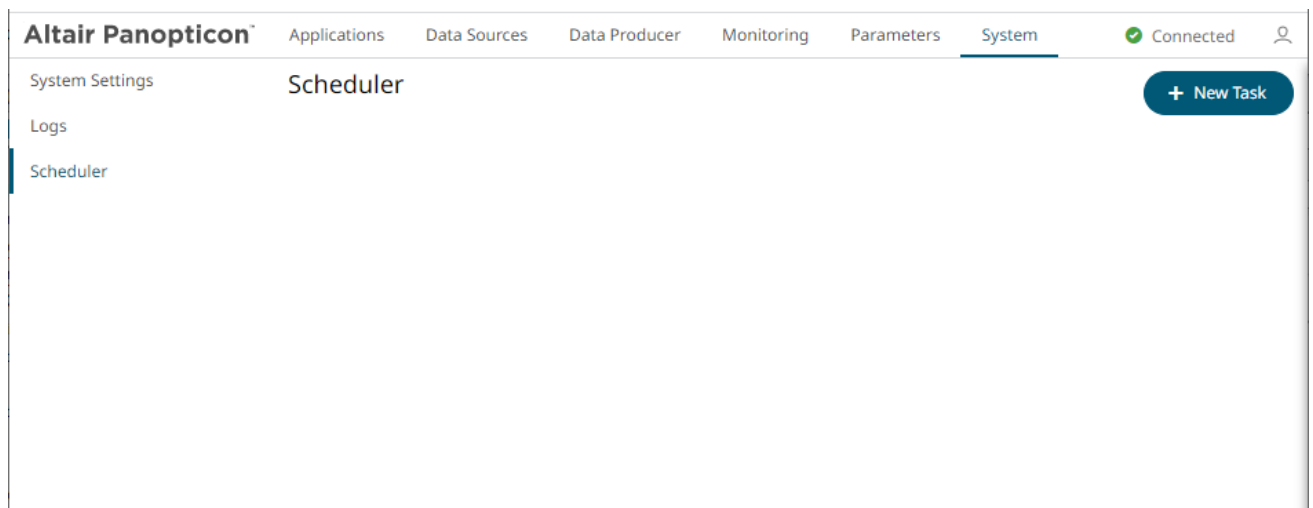 Altair Panopticon™ Applications Data Sources Data Producer Monitoring Parameters System Connected
System Settings
Logs
Scheduler
Scheduler
+ New Task